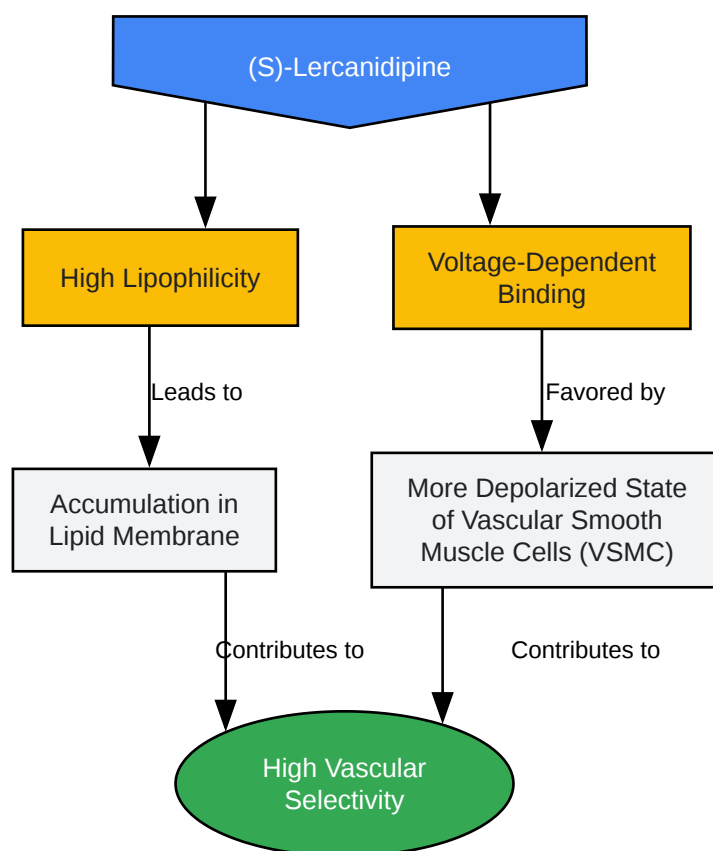 (S)-Lercanidipine
High Lipophilicity
Voltage-Dependent
Binding
Leads to
Favored by
Accumulation in
Lipid Membrane
More Depolarized State
of Vascular Smooth
Muscle Cells (VSMC)
Contributes to
Contributes to
High Vascular
Selectivity